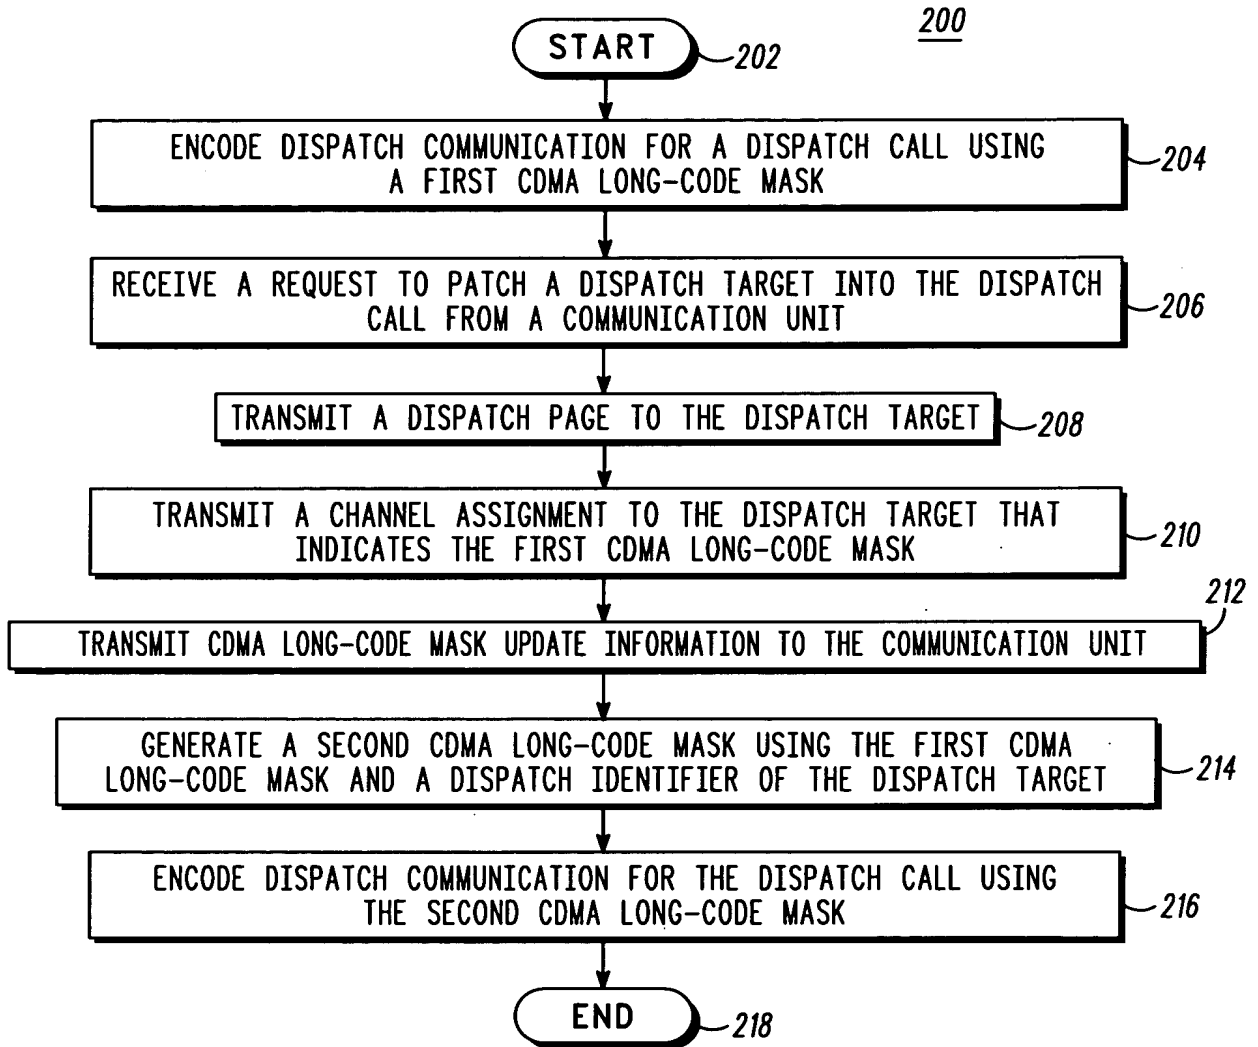 200
START
202
ENCODE DISPATCH COMMUNICATION FOR A DISPATCH CALL USING
A FIRST CDMA LONG-CODE MASK
204
RECEIVE A REQUEST TO PATCH A DISPATCH TARGET INTO THE DISPATCH
CALL FROM A COMMUNICATION UNIT
206
TRANSMIT A DISPATCH PAGE TO THE DISPATCH TARGET
208
TRANSMIT A CHANNEL ASSIGNMENT TO THE DISPATCH TARGET THAT
INDICATES THE FIRST CDMA LONG-CODE MASK
210
212
TRANSMIT CDMA LONG-CODE MASK UPDATE INFORMATION TO THE COMMUNICATION UNIT
GENERATE A SECOND CDMA LONG-CODE MASK USING THE FIRST CDMA
LONG-CODE MASK AND A DISPATCH IDENTIFIER OF THE DISPATCH TARGET
214
ENCODE DISPATCH COMMUNICATION FOR THE DISPATCH CALL USING
THE SECOND CDMA LONG-CODE MASK
216
END
218